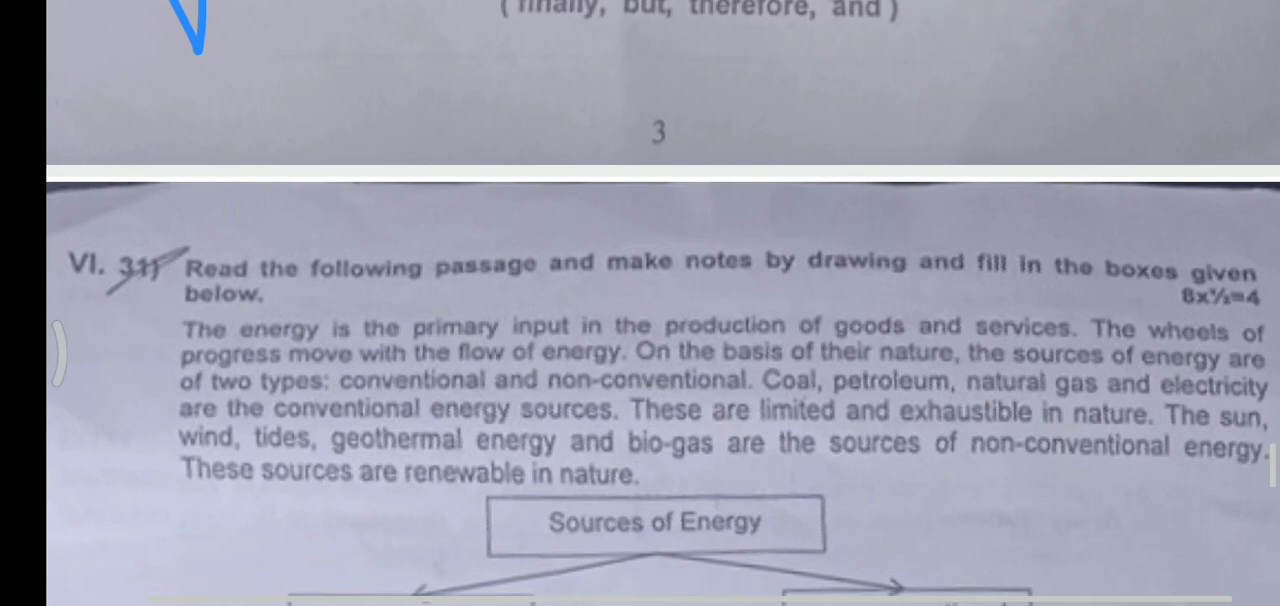 ( finally, but, therefore, and )
3
VI. 31) Read the following passage and make notes by drawing and fill in the boxes given
below. 8x½=4
The energy is the primary input in the production of goods and services. The wheels of
progress move with the flow of energy. On the basis of their nature, the sources of energy are
of two types: conventional and non-conventional. Coal, petroleum, natural gas and electricity
are the conventional energy sources. These are limited and exhaustible in nature. The sun,
wind, tides, geothermal energy and bio-gas are the sources of non-conventional energy.
These sources are renewable in nature.
Sources of Energy